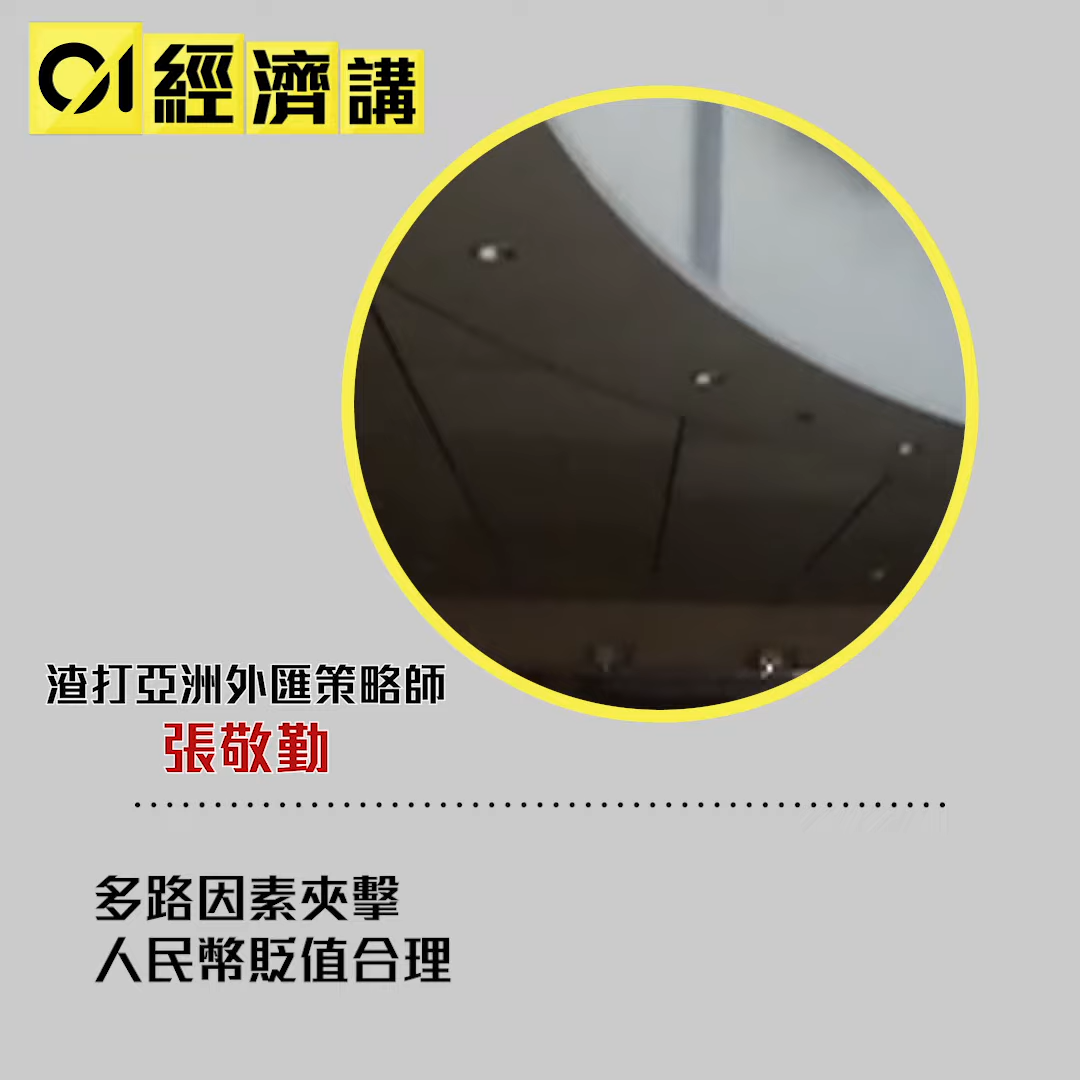 01經濟講
渣打亞洲外匯策略師
張敬勤
多路因素夾擊
人民幣貶值合理